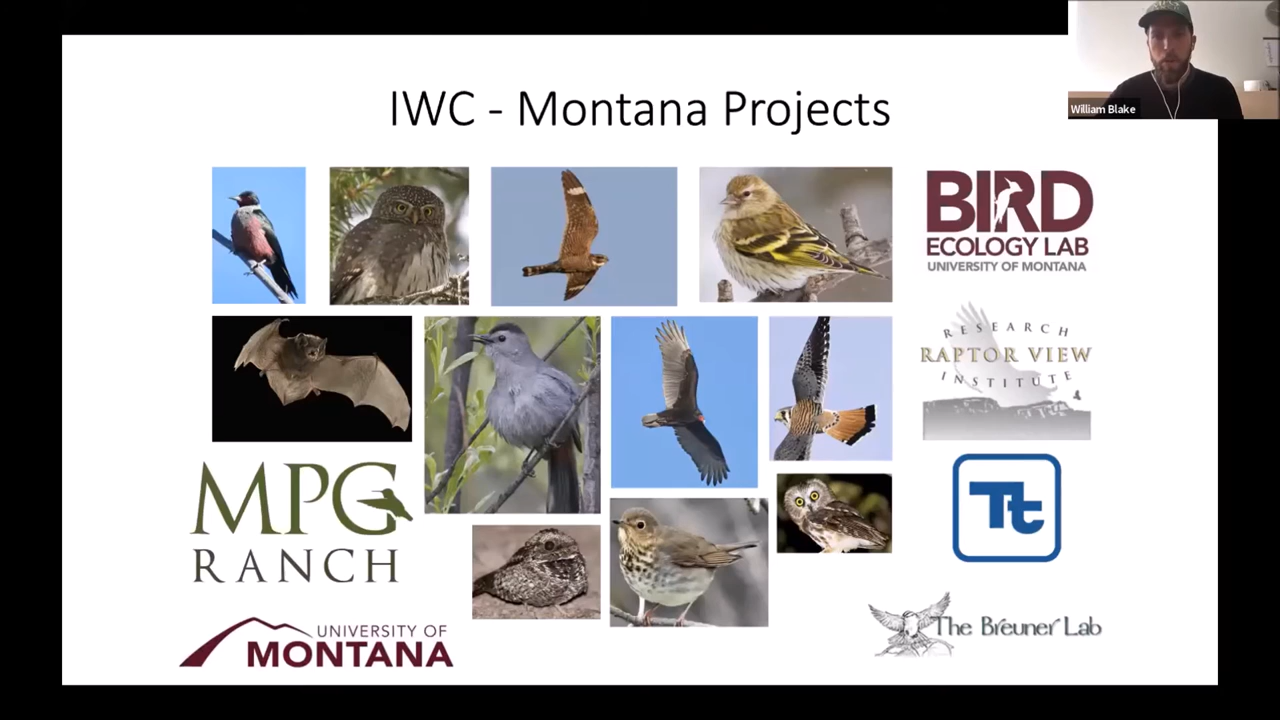 IWC - Montana Projects
William Blake
BIRD
ECOLOGY LAB
UNIVERSITY OF MONTANA
RESEARCH
RAPTOR VIEW
INSTITUTE
MPG
RANCH
Tt
UNIVERSITY OF
MONTANA
The Breuner Lab